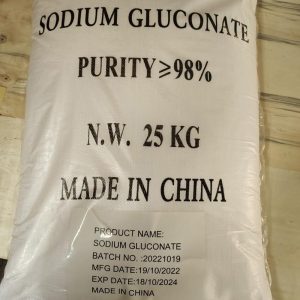 SODIUM GLUCONATE
PURITY≥98%
N.W. 25 KG
MADE IN CHINA
PRODUCT NAME:
SODIUM GLUCONATE
BATCH NO. :20221019
MFG DATE:19/10/2022
EXP DATE:18/10/2024
MADE IN CHINA